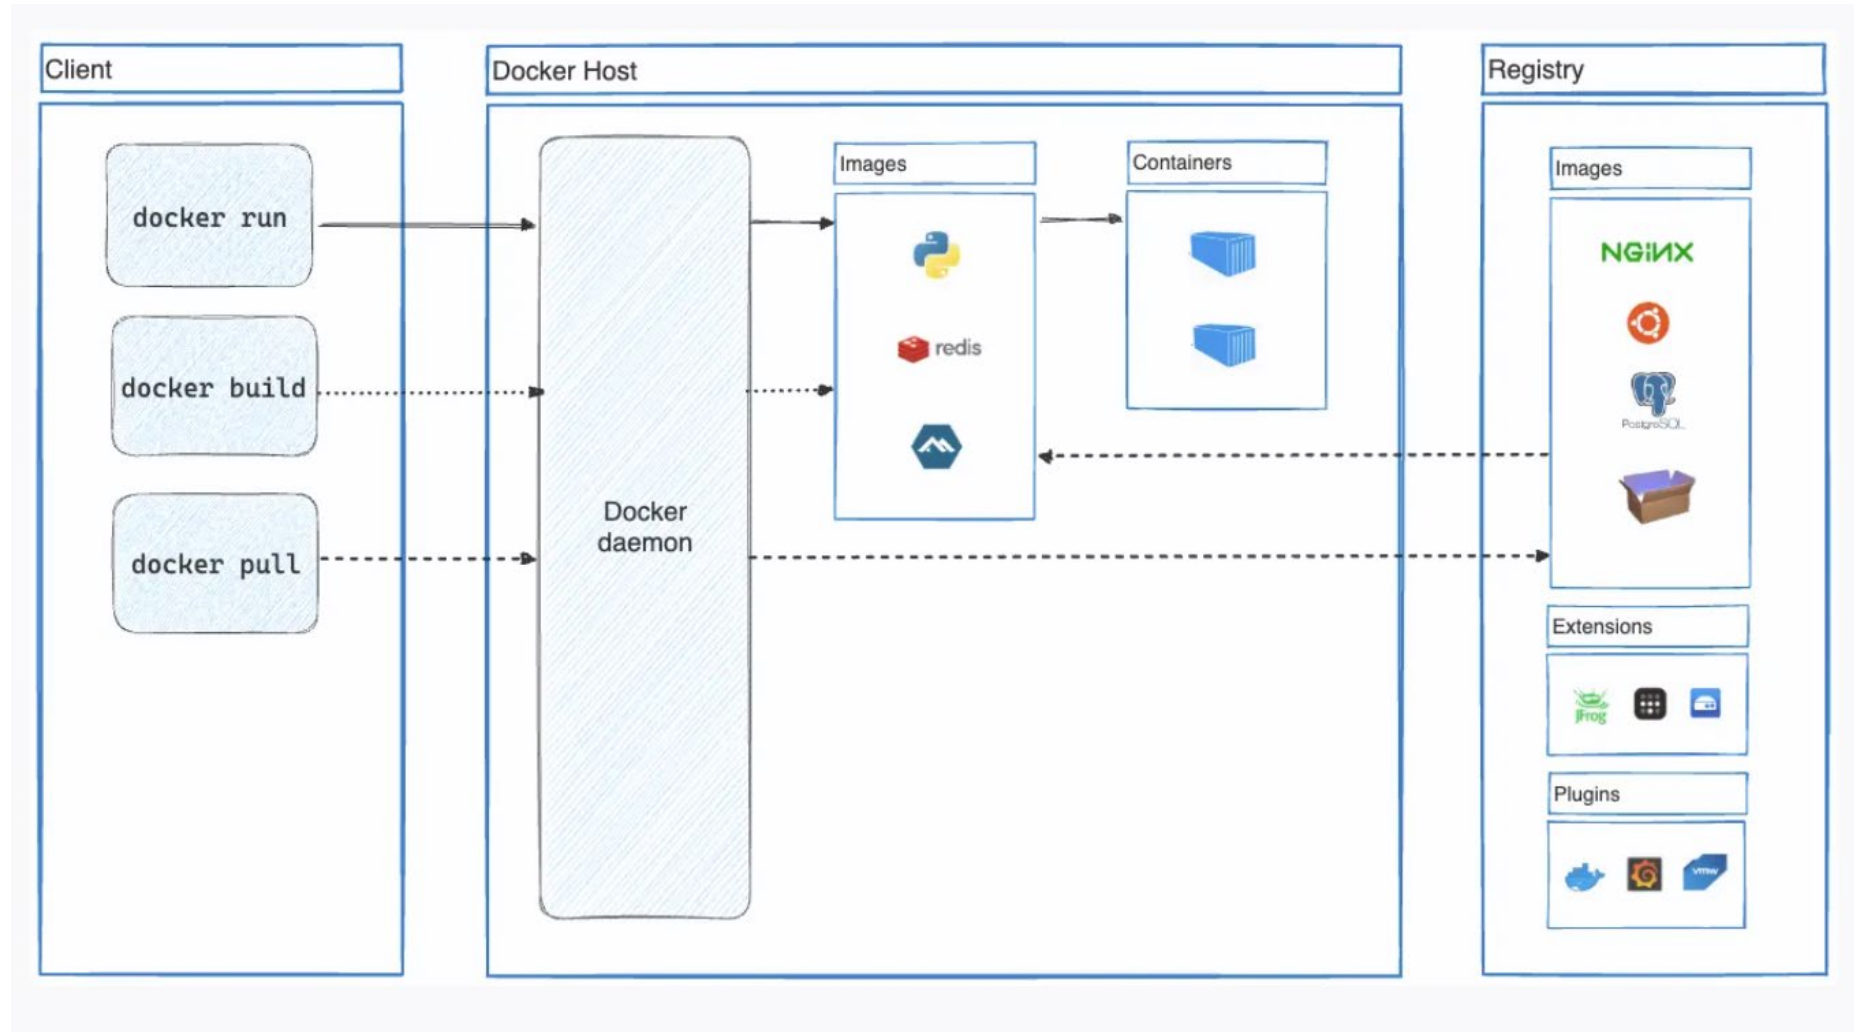 Client
docker run
docker build
docker pull
Docker Host
Docker
daemon
Images
redis
Containers
Registry
Images
NGINX
PostgreSQL
Extensions
JFrog
Plugins
vmw